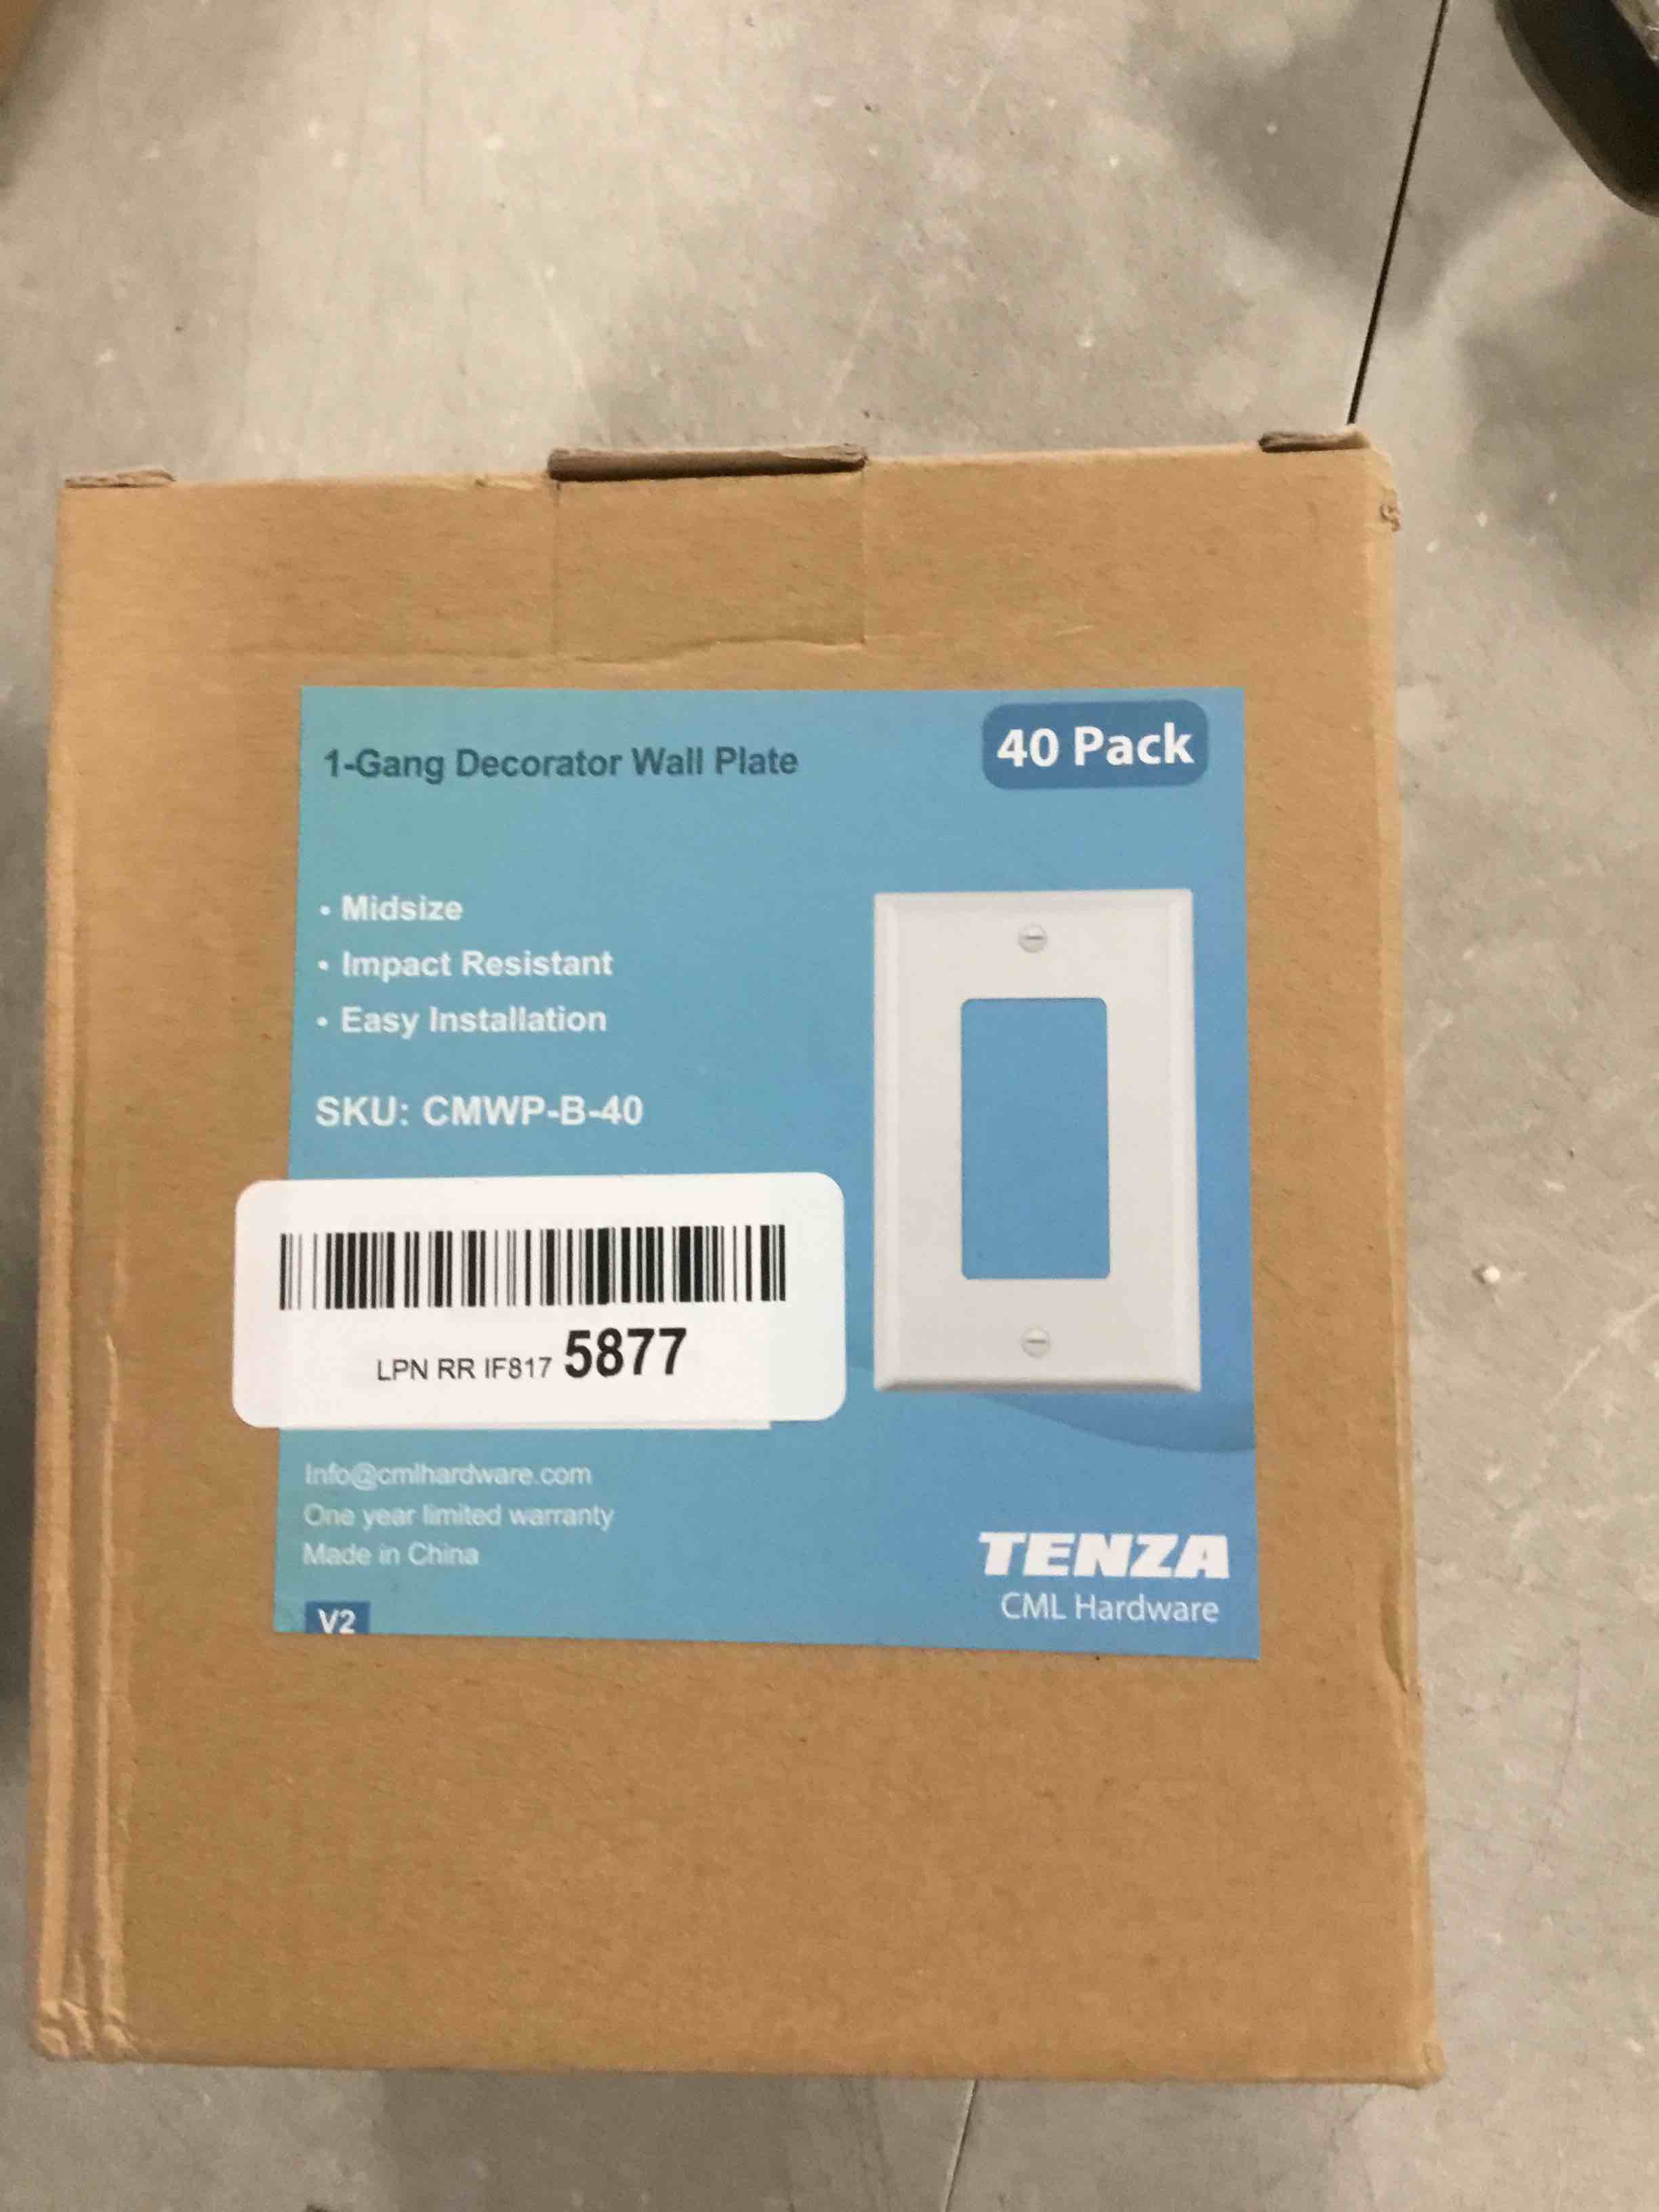 1-Gang Decorator Wall Plate
40 Pack
• Midsize
• Impact Resistant
• Easy Installation
SKU: CMWP-B-40
LPN RR IF817 5877
Info@cmlhardware.com
One year limited warranty
Made in China
V2
TENZA
CML Hardware